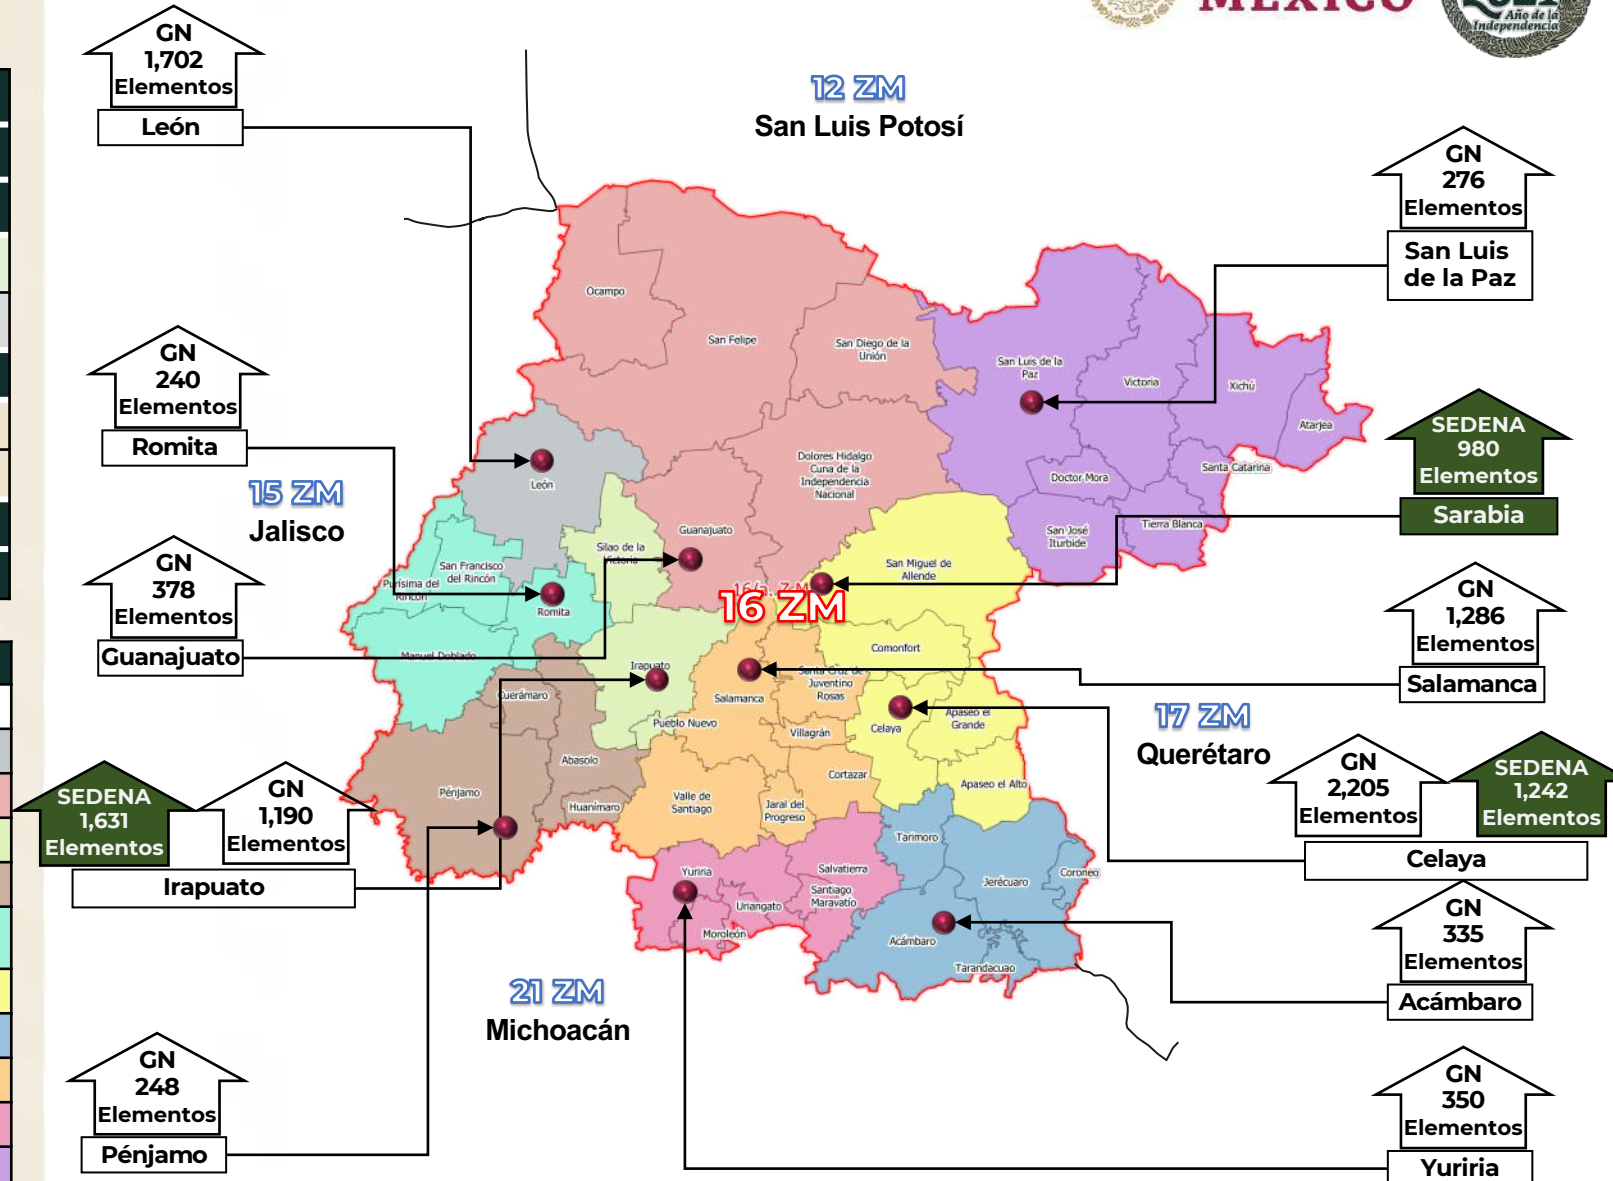 MÉXICO
Año de la
Independencia
GN
1,702
Elementos
León
12 ZM
San Luis Potosí
GN
276
Elementos
San Luis
de la Paz
GN
240
Elementos
Romita
15 ZM
Jalisco
GN
378
Elementos
Guanajuato
SEDENA
980
Elementos
Sarabia
GN
1,286
Elementos
Salamanca
17 ZM
Querétaro
SEDENA
1,631
Elementos
GN
1,190
Elementos
Irapuato
GN
2,205
Elementos
SEDENA
1,242
Elementos
Celaya
GN
335
Elementos
Acámbaro
21 ZM
Michoacán
GN
248
Elementos
Pénjamo
GN
350
Elementos
Yuriria
Ocampo
San Felipe
San Diego de la
Unión
San Luis de la
Paz
Victoria
Xichú
Atarjea
León
Dolores Hidalgo
Cuna de la
Independencia
Nacional
Doctor Mora
Santa Catarina
Guanajuato
San José
Iturbide
Tierra Blanca
Silao de la
Victoria
San Francisco
del Rincón
Purísima del
Rincón
Romita
San Miguel de
Allende
16 ZM
Manuel Doblado
Comonfort
Irapuato
Santa Cruz de
Juventino
Rosas
Salamanca
Cuerámaro
Pueblo Nuevo
Villagrán
Celaya
Apaseo el
Grande
Abasolo
Cortazar
Apaseo el Alto
Pénjamo
Huanímaro
Valle de
Santiago
Jaral del
Progreso
Tarimoro
Yuriria
Salvatierra
Jerécuaro
Coroneo
Santiago
Maravatío
Uriangato
Moroleón
Acámbaro
Tarandacuao